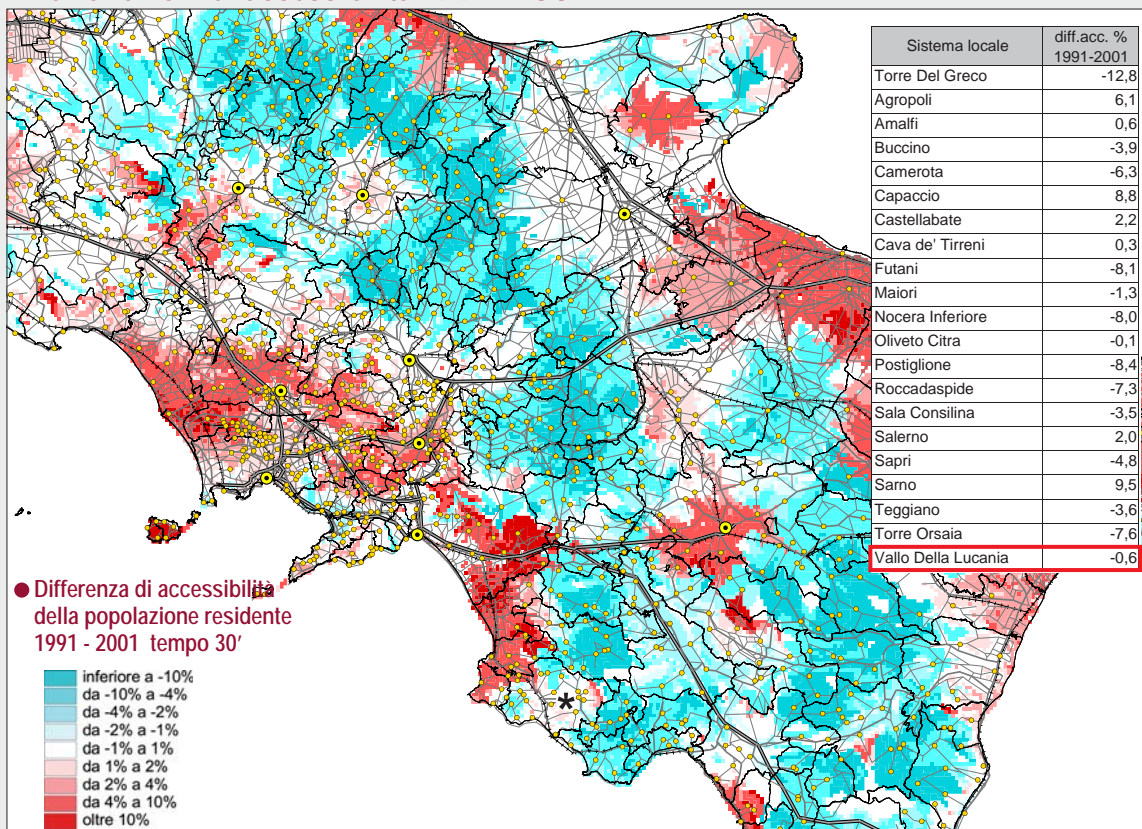 Sistema locale diff.acc. % 1991-2001
Torre Del Greco -12,8
Agropoli 6,1
Amalfi 0,6
Buccino -3,9
Camerota -6,3
Capaccio 8,8
Castellabate 2,2
Cava de' Tirreni 0,3
Futani -8,1
Maiori -1,3
Nocera Inferiore -8,0
Oliveto Citra -0,1
Postiglione -8,4
Roccadaspide -7,3
Sala Consilina -3,5
Salerno 2,0
Sapri -4,8
Sarno 9,5
Teggiano -3,6
Torre Orsaia -7,6
Vallo Della Lucania -0,6
Differenza di accessibilità
della popolazione residente
1991 - 2001 tempo 30'
inferiore a -10%
da -10% a -4%
da -4% a -2%
da -2% a -1%
da -1% a 1%
da 1% a 2%
da 2% a 4%
da 4% a 10%
oltre 10%
*